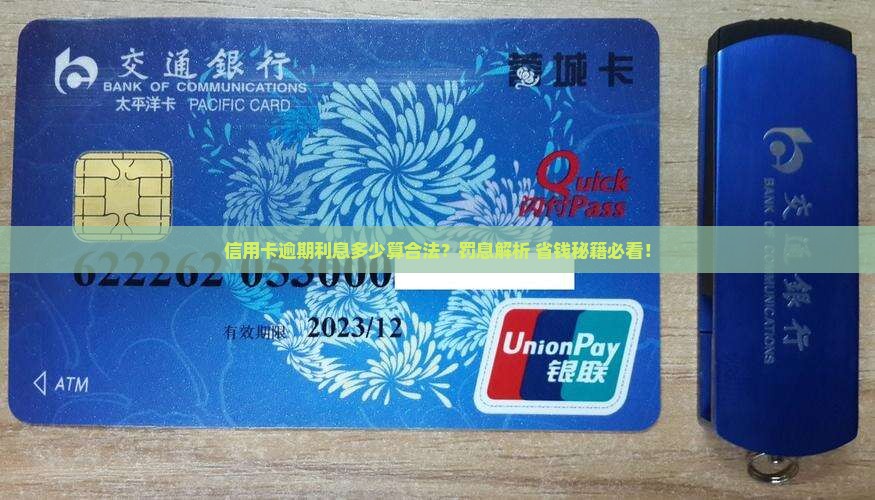 交通銀行
BANK OF COMMUNICATIONS
太平洋卡 PACIFIC CARD
蓉城卡
Quick
闪付Pass
信用卡逾期利息多少算合法？罚息解析 省钱秘籍必看！
622262 053000
有效期限 2023/12
ATM
UnionPay
银联
交通銀行
BANK OF COMMUNICATIONS